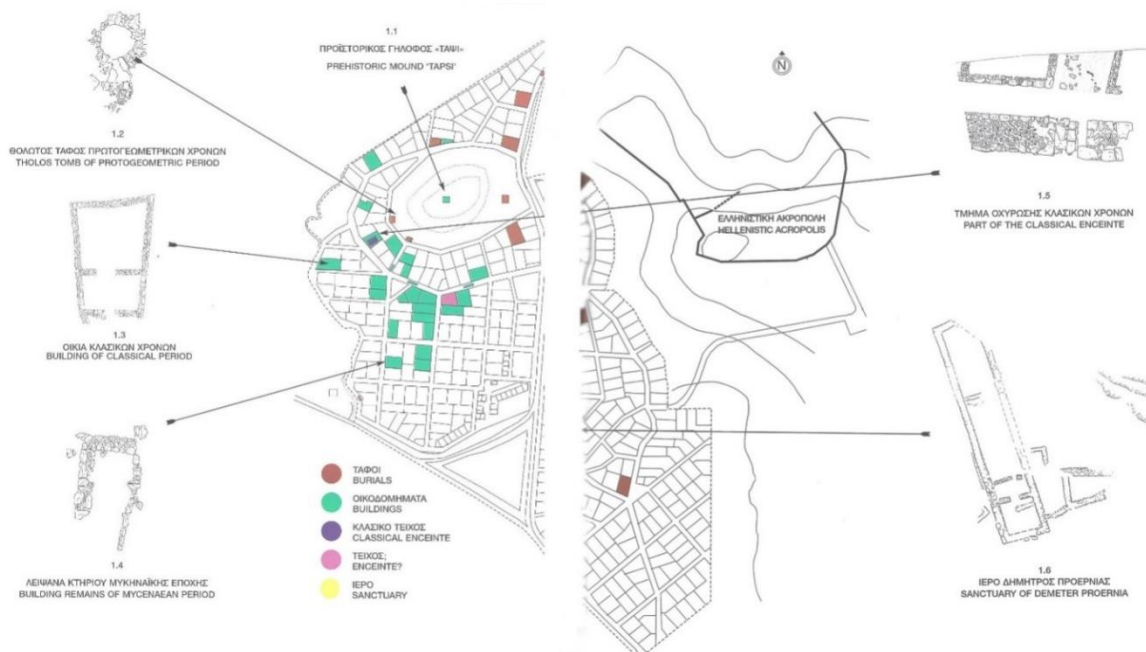 1.1
ΠΡΟΪΣΤΟΡΙΚΟΣ ΓΗΛΟΦΟΣ «ΤΑΨΙ»
PREHISTORIC MOUND 'TAPSI'
1.2
ΘΟΛΩΤΟΣ ΤΑΦΟΣ ΠΡΩΤΟΓΕΩΜΕΤΡΙΚΩΝ ΧΡΟΝΩΝ
THOLOS TOMB OF PROTOGEOMETRIC PERIOD
1.3
ΟΙΚΙΑ ΚΛΑΣΙΚΩΝ ΧΡΟΝΩΝ
BUILDING OF CLASSICAL PERIOD
1.4
ΛΕΙΨΑΝΑ ΚΤΗΡΙΟΥ ΜΥΚΗΝΑΪΚΗΣ ΕΠΟΧΗΣ
BUILDING REMAINS OF MYCENAEAN PERIOD
ΤΑΦΟΙ
BURIALS
ΟΙΚΟΔΟΜΗΜΑΤΑ
BUILDINGS
ΚΛΑΣΙΚΟ ΤΕΙΧΟΣ
CLASSICAL ENCEINTE
ΤΕΙΧΟΣ;
ENCEINTE?
ΙΕΡΟ
SANCTUARY
N
ΕΛΛΗΝΙΣΤΙΚΗ ΑΚΡΟΠΟΛΗ
HELLENISTIC ACROPOLIS
1.5
ΤΜΗΜΑ ΟΧΥΡΩΣΗΣ ΚΛΑΣΙΚΩΝ ΧΡΟΝΩΝ
PART OF THE CLASSICAL ENCEINTE
1.6
ΙΕΡΟ ΔΗΜΗΤΡΟΣ ΠΡΟΕΡΝΙΑΣ
SANCTUARY OF DEMETER PROERNIA